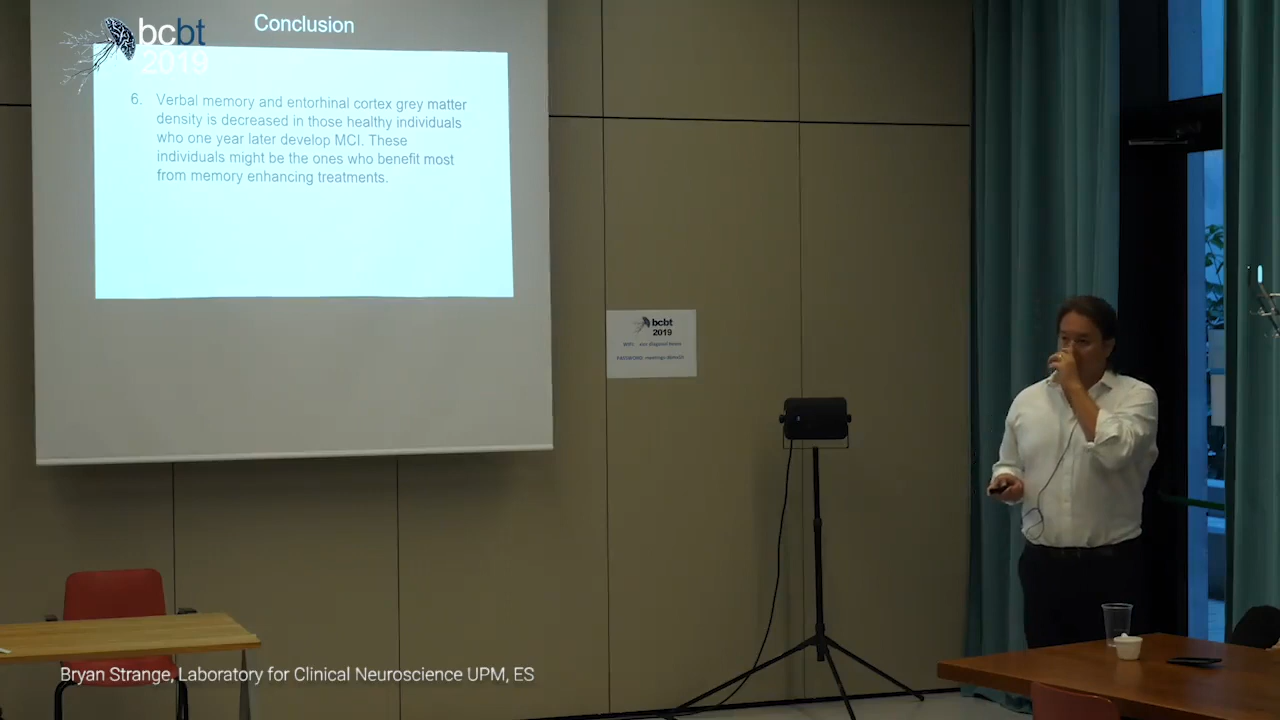 Conclusion
bcbt
2019
6. Verbal memory and entorhinal cortex grey matter
density is decreased in those healthy individuals
who one year later develop MCI. These
individuals might be the ones who benefit most
from memory enhancing treatments.
bcbt
2019
Bryan Strange, Laboratory for Clinical Neuroscience UPM, ES